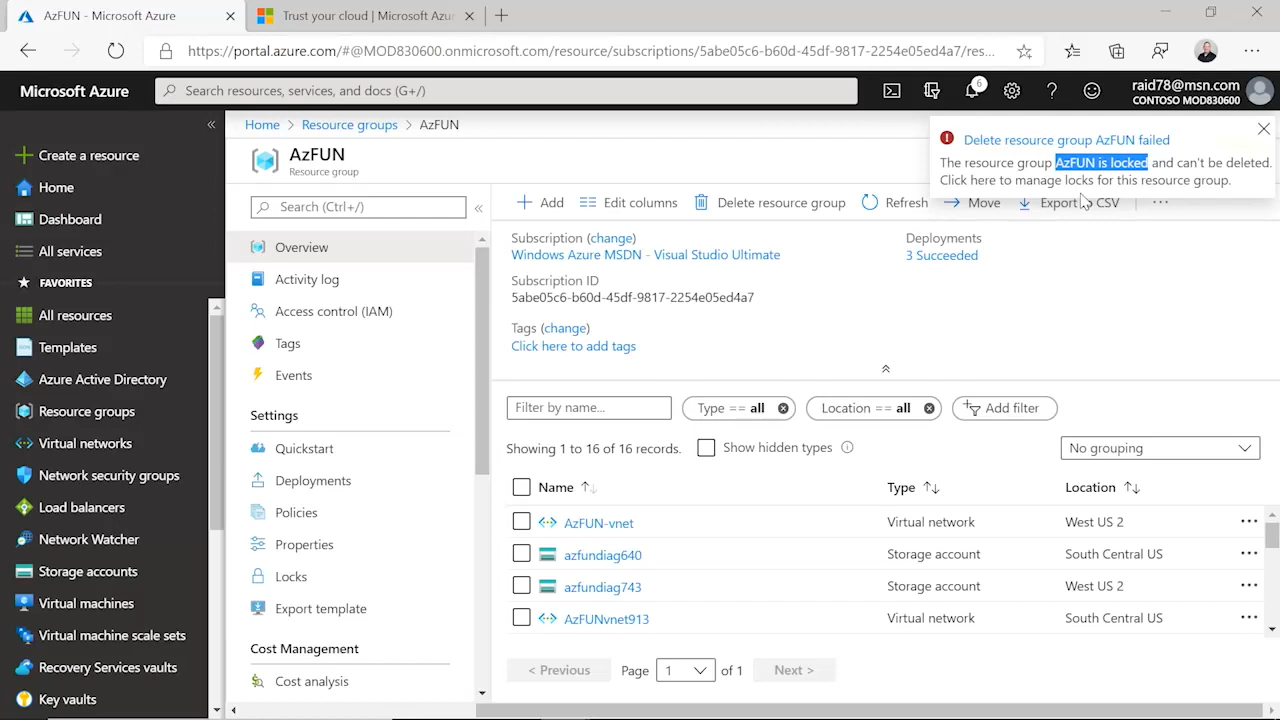 AzFUN - Microsoft Azure
Trust your cloud | Microsoft Azu
https://portal.azure.com/#@MOD830600.onmicrosoft.com/resource/subscriptions/5abe05c6-b60d-45df-9817-2254e05ed4a7/res...
Microsoft Azure
Search resources, services, and docs (G+/)
6
raid78@msn.com
CONTOSO MOD830600
Create a resource
Home
Dashboard
All services
FAVORITES
All resources
Templates
Azure Active Directory
Resource groups
Virtual networks
Network security groups
Load balancers
Network Watcher
Storage accounts
Virtual machines
Virtual machine scale sets
Recovery Services vaults
Key vaults
Home > Resource groups > AzFUN
AzFUN
Resource group
Search (Ctrl+/)
Overview
Activity log
Access control (IAM)
Tags
Events
Settings
Quickstart
Deployments
Policies
Properties
Locks
Export template
Cost Management
Cost analysis
Delete resource group AzFUN failed
The resource group AzFUN is locked and can't be deleted.
Click here to manage locks for this resource group.
Add Edit columns Delete resource group Refresh Move Export to CSV ...
Subscription (change)
Windows Azure MSDN - Visual Studio Ultimate
Deployments
3 Succeeded
Subscription ID
5abe05c6-b60d-45df-9817-2254e05ed4a7
Tags (change)
Click here to add tags
Filter by name... Type == all Location == all Add filter
Showing 1 to 16 of 16 records. Show hidden types No grouping
Name Type Location
AzFUN-vnet Virtual network West US 2
azfundiag640 Storage account South Central US
azfundiag743 Storage account West US 2
AzFUNvnet913 Virtual network South Central US
< Previous Page 1 of 1 Next >